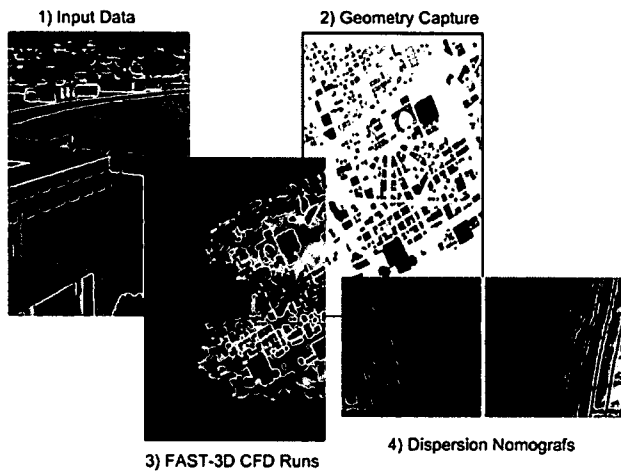 1) Input Data
2) Geometry Capture
3) FAST-3D CFD Runs
4) Dispersion Nomografs